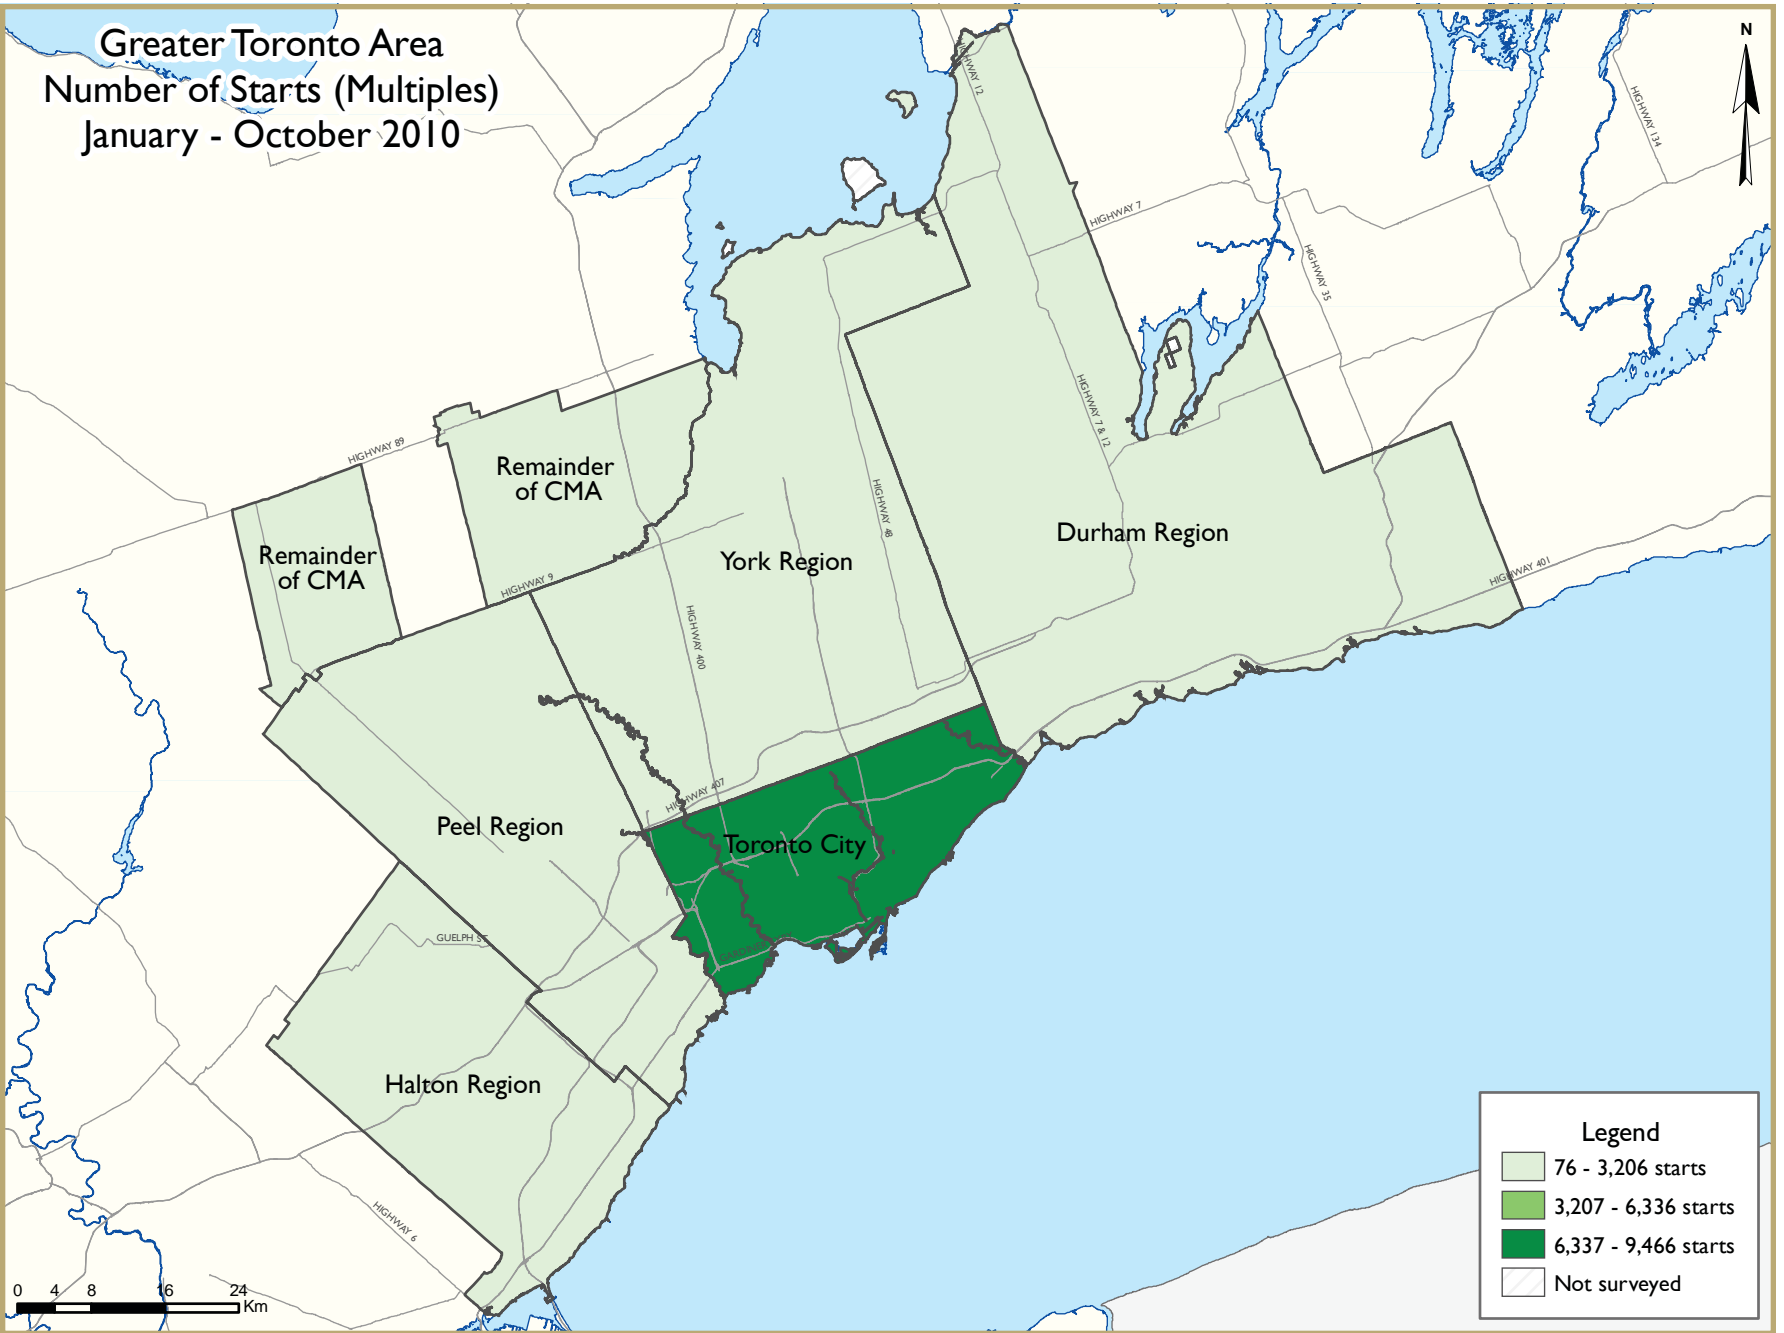 Greater Toronto Area
Number of Starts (Multiples)
January - October 2010
N
HIGHWAY 12
HIGHWAY 134
HIGHWAY 7
HIGHWAY 35
HIGHWAY 7 & 12
HIGHWAY 89
Remainder
of CMA
HIGHWAY 48
Remainder
of CMA
York Region
Durham Region
HIGHWAY 9
HIGHWAY 401
HIGHWAY 400
HIGHWAY 407
Peel Region
Toronto City
GUELPH ST
Halton Region
HIGHWAY 6
0 4 8 16 24
Km
Legend
76 - 3,206 starts
3,207 - 6,336 starts
6,337 - 9,466 starts
Not surveyed